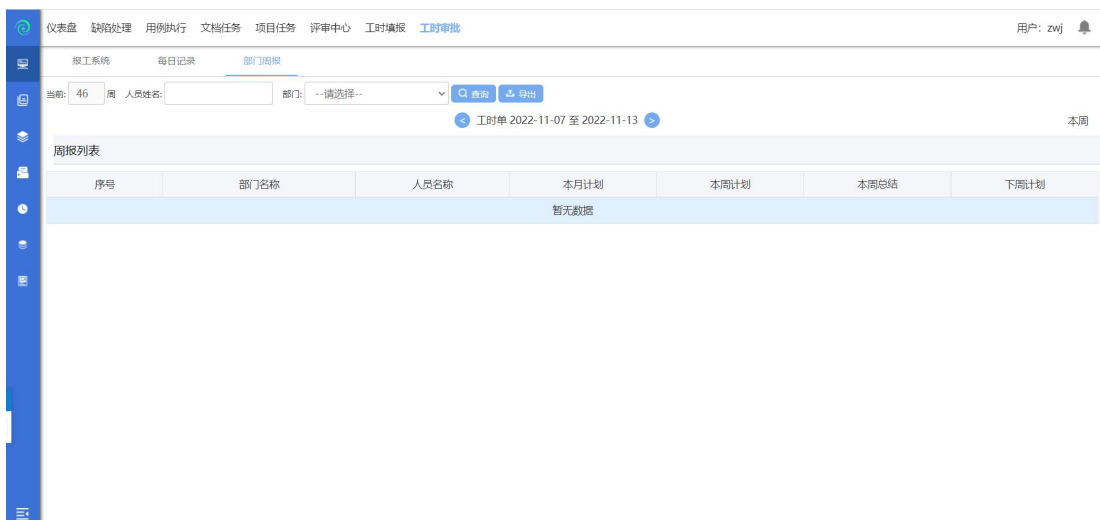 仪表盘 缺陷处理 用例执行 文档任务 项目任务 评审中心 工时填报 工时审批 用户: zwj
报工系统 每日记录 部门周报
当前: 46 周 人员姓名: 部门: --请选择-- 查询 导出
< 工时单 2022-11-07 至 2022-11-13 > 本周
周报列表
序号 部门名称 人员名称 本月计划 本周计划 本周总结 下周计划
暂无数据